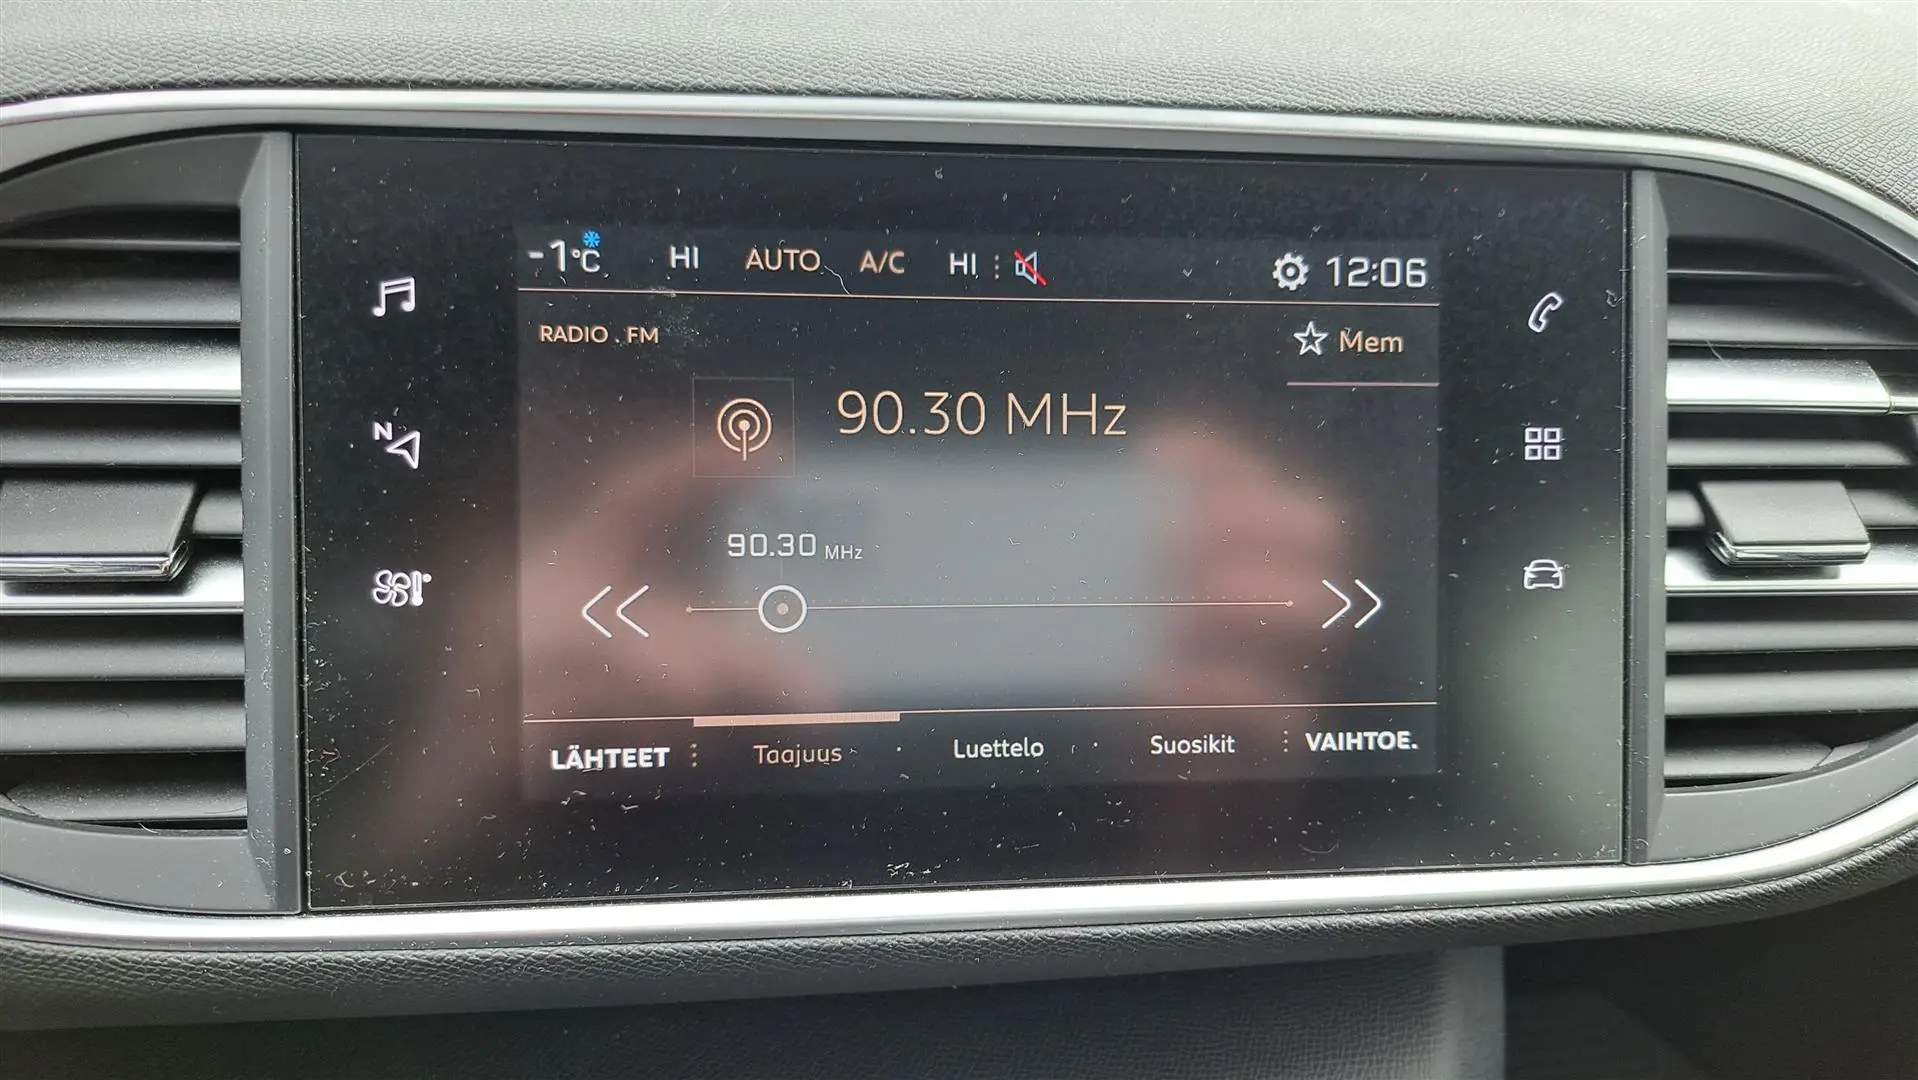 -1°C HI AUTO A/C HI 12:06
RADIO . FM
Mem
90.30 MHz
N
90.30 MHz
LÄHTEET Taajuus Luettelo Suosikit VAIHTOE.